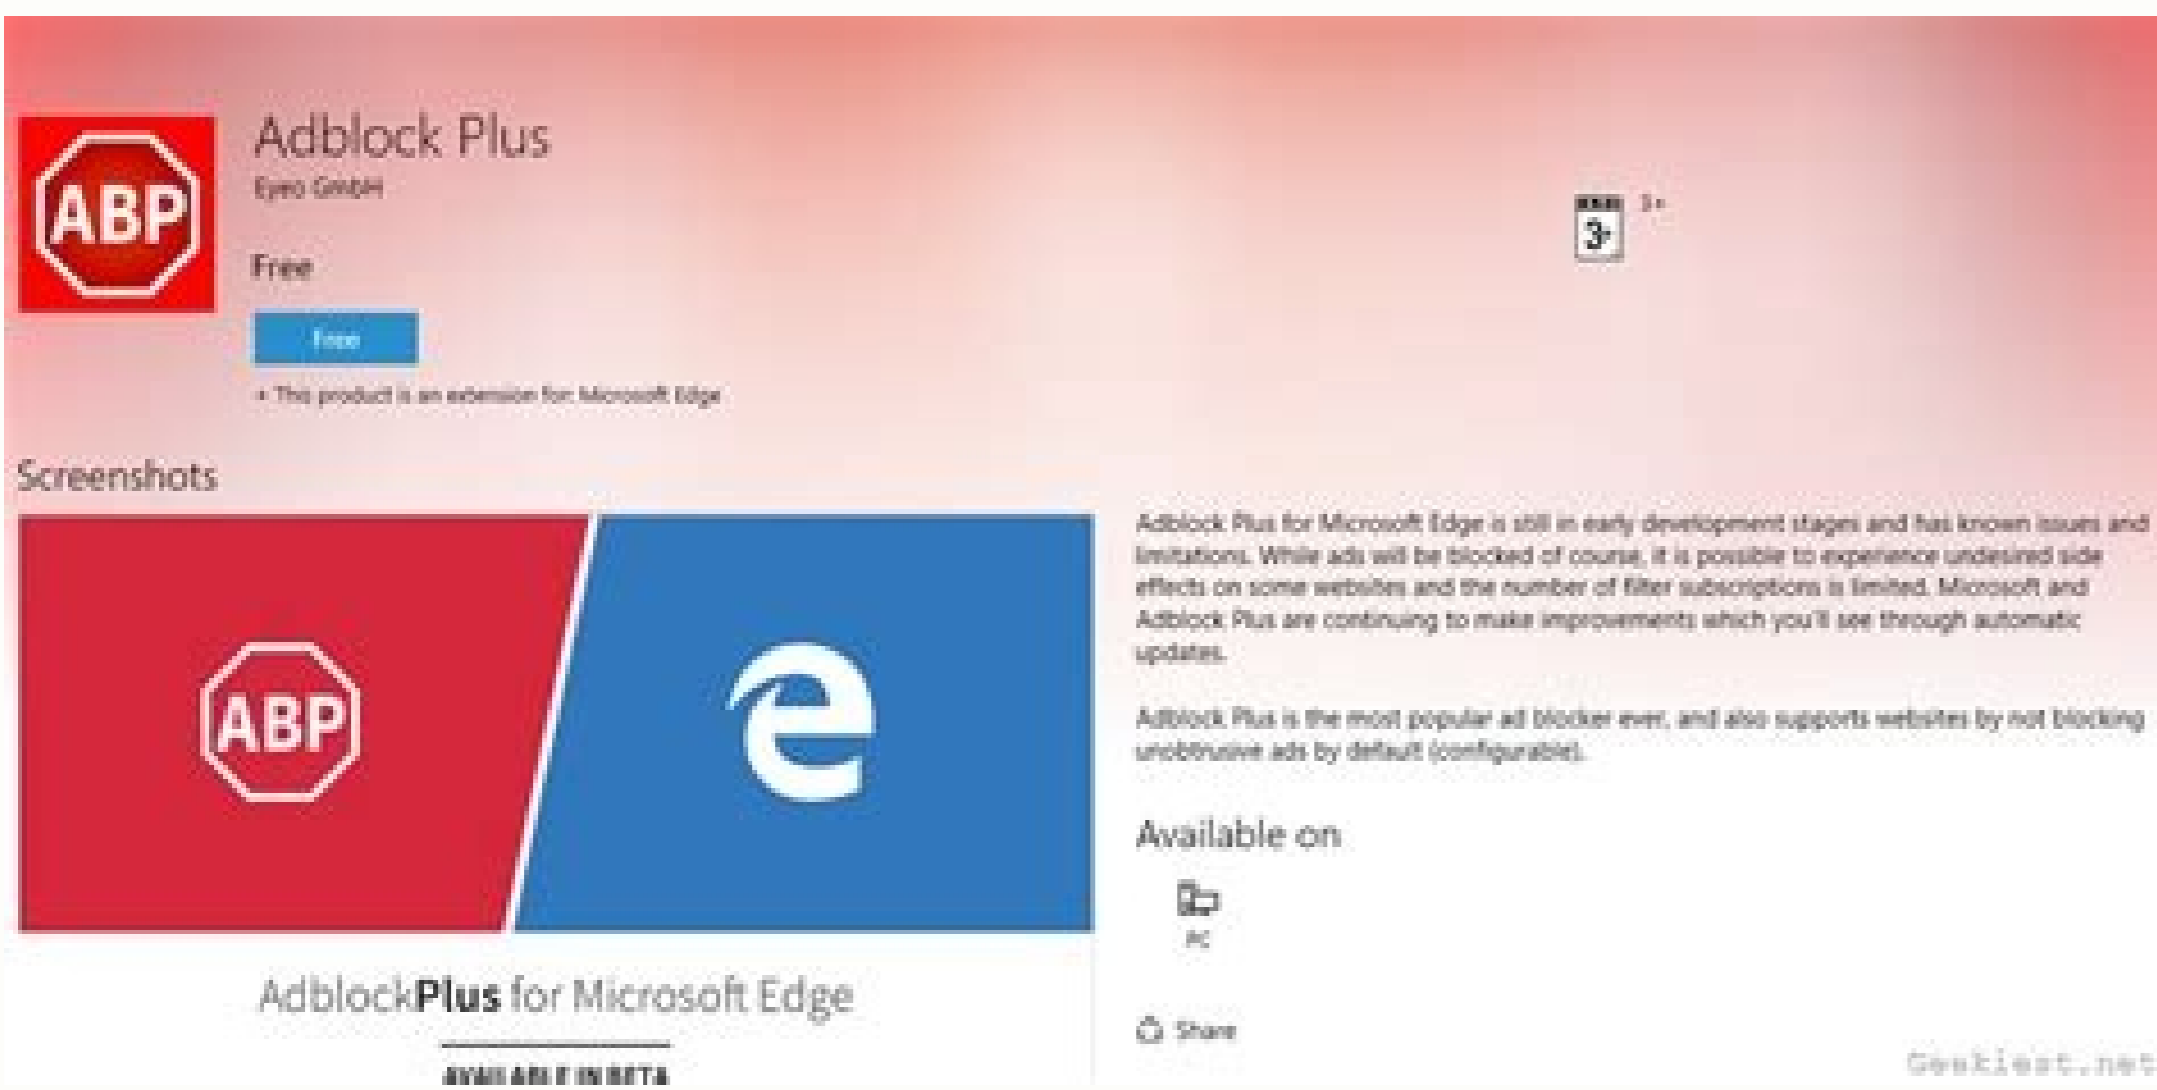 Adblock Plus
Eyeo GmbH
ABP
Free
Free
3+
3+
• This product is an extension for: Microsoft Edge
Screenshots
ABP
e
AdblockPlus for Microsoft Edge
AVAILABLE IN BETA
Adblock Plus for Microsoft Edge is still in early development stages and has known issues and
limitations. While ads will be blocked of course, it is possible to experience undesired side
effects on some websites and the number of filter subscriptions is limited. Microsoft and
Adblock Plus are continuing to make improvements which you'll see through automatic
updates.
Adblock Plus is the most popular ad blocker ever, and also supports websites by not blocking
unobtrusive ads by default (configurable).
Available on
PC
Share
Geekiest.net